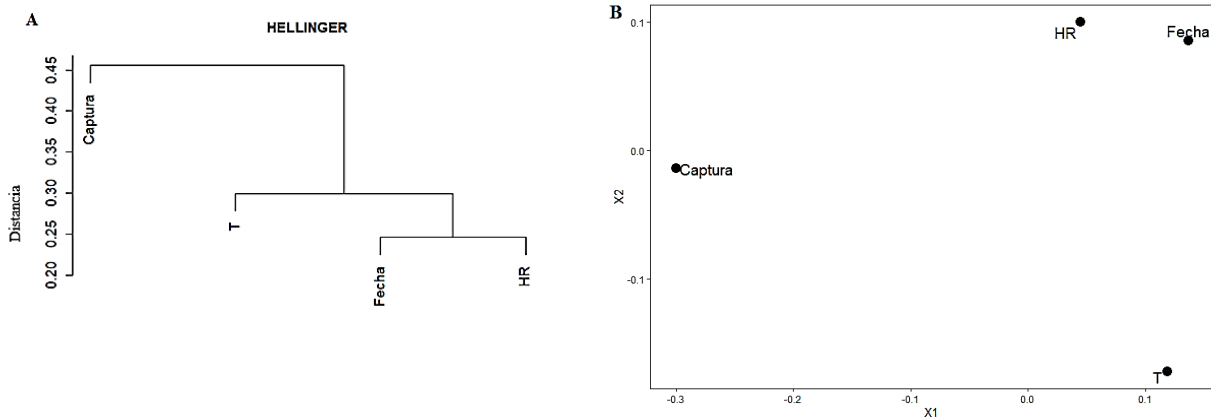 A
HELLINGER
Distancia
0.45
0.40
0.35
0.30
0.25
0.20
Captura
T
Fecha
HR
B
0.1
0.0
-0.1
X2
HR
Fecha
Captura
T
-0.3
-0.2
-0.1
0.0
0.1
X1